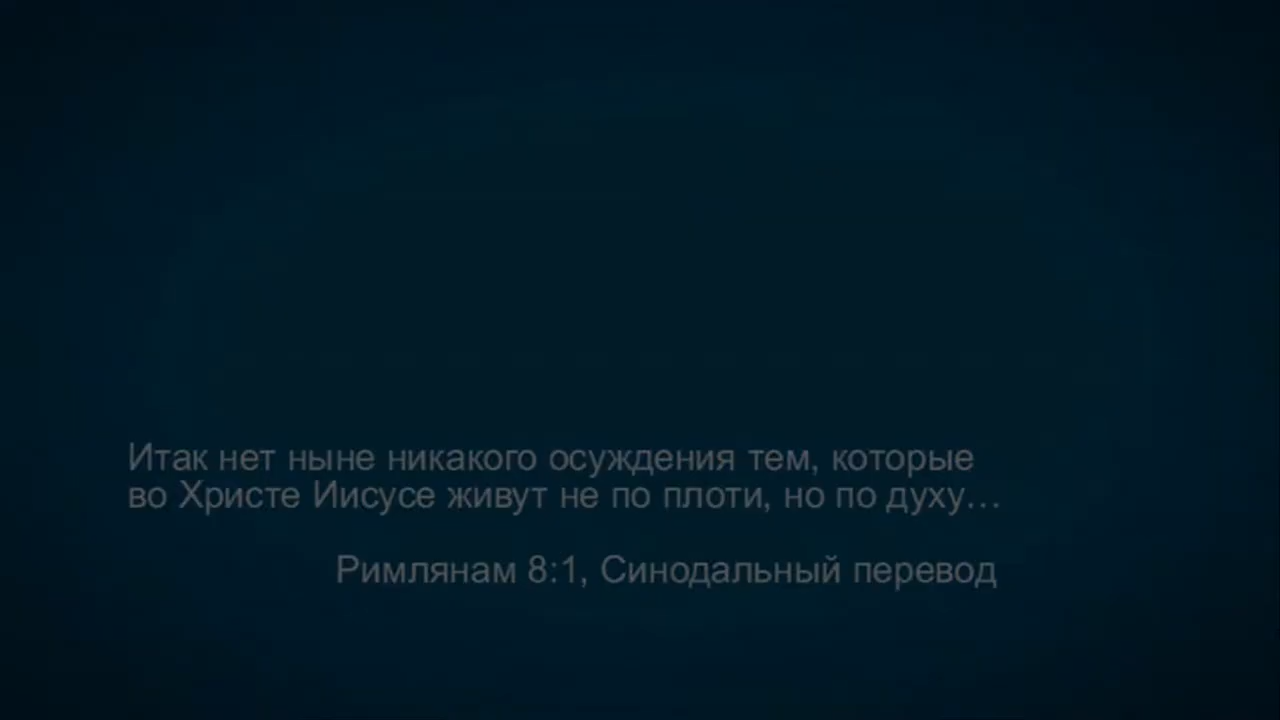 Итак нет ныне никакого осуждения тем, которые
во Христе Иисусе живут не по плоти, но по духу…
Римлянам 8:1, Синодальный перевод